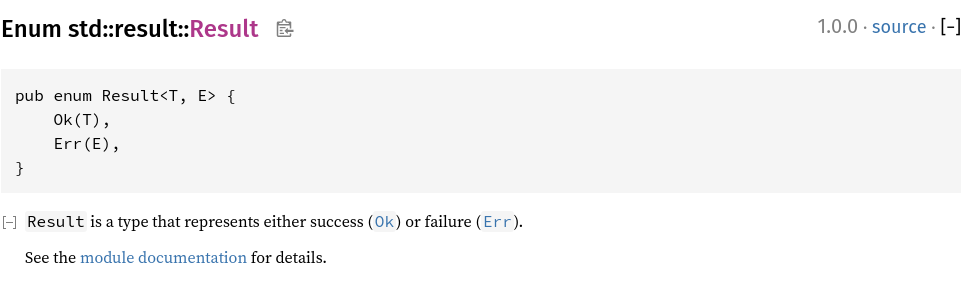 Enum std::result::Result 1.0.0 · source · [−]
pub enum Result<T, E> {
    Ok(T),
    Err(E),
}
[−] Result is a type that represents either success (Ok) or failure (Err).
See the module documentation for details.